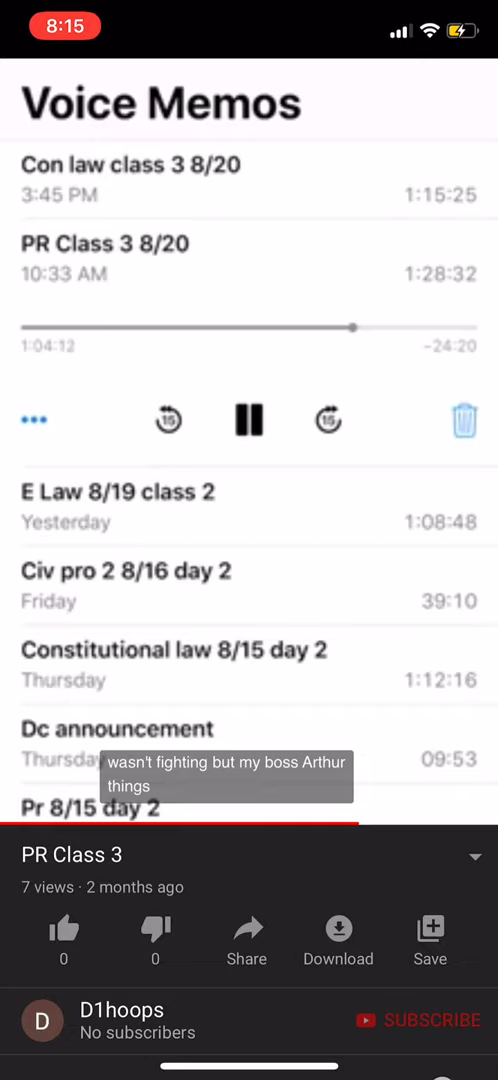 8:15
Voice Memos
Con law class 3 8/20
3:45 PM 1:15:25
PR Class 3 8/20
10:33 AM 1:28:32
1:04:12 -24:20
15 15
E Law 8/19 class 2
Yesterday 1:08:48
Civ pro 2 8/16 day 2
Friday 39:10
Constitutional law 8/15 day 2
Thursday 1:12:16
Dc announcement
Thursday 09:53
wasn't fighting but my boss Arthur
things
Pr 8/15 day 2
PR Class 3
7 views · 2 months ago
0 0 Share Download Save
D D1hoops
No subscribers
SUBSCRIBE